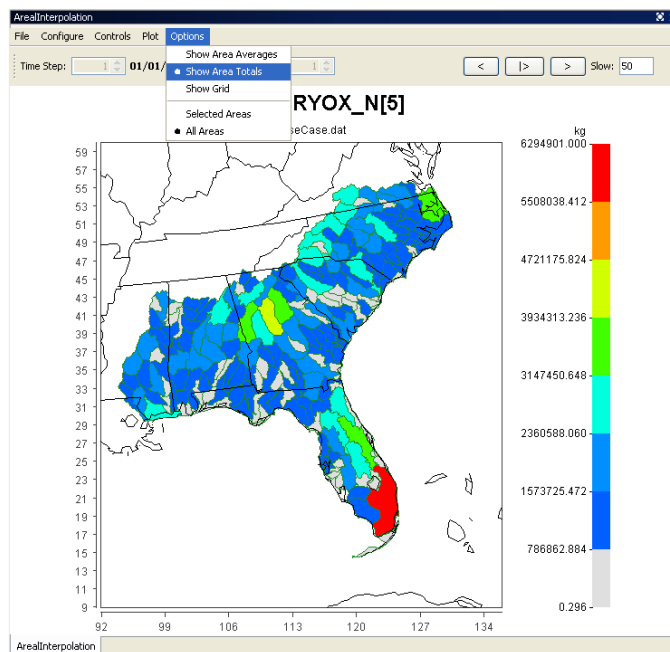 ArealInterpolation
File Configure Controls Plot Options
Show Area Averages
Time Step: 1 01/01/ Show Area Totals 1 < |> > Slow: 50
Show Grid
Selected Areas
All Areas
RYOX_N[5]
seCase.dat
kg
6294901.000
5508038.412
4721175.824
3934313.236
3147450.648
2360588.060
1573725.472
786862.884
0.296
59
57
55
53
51
49
47
45
43
41
39
37
35
33
31
29
27
25
23
21
19
17
15
13
11
9
92 99 106 113 120 127 134
ArealInterpolation